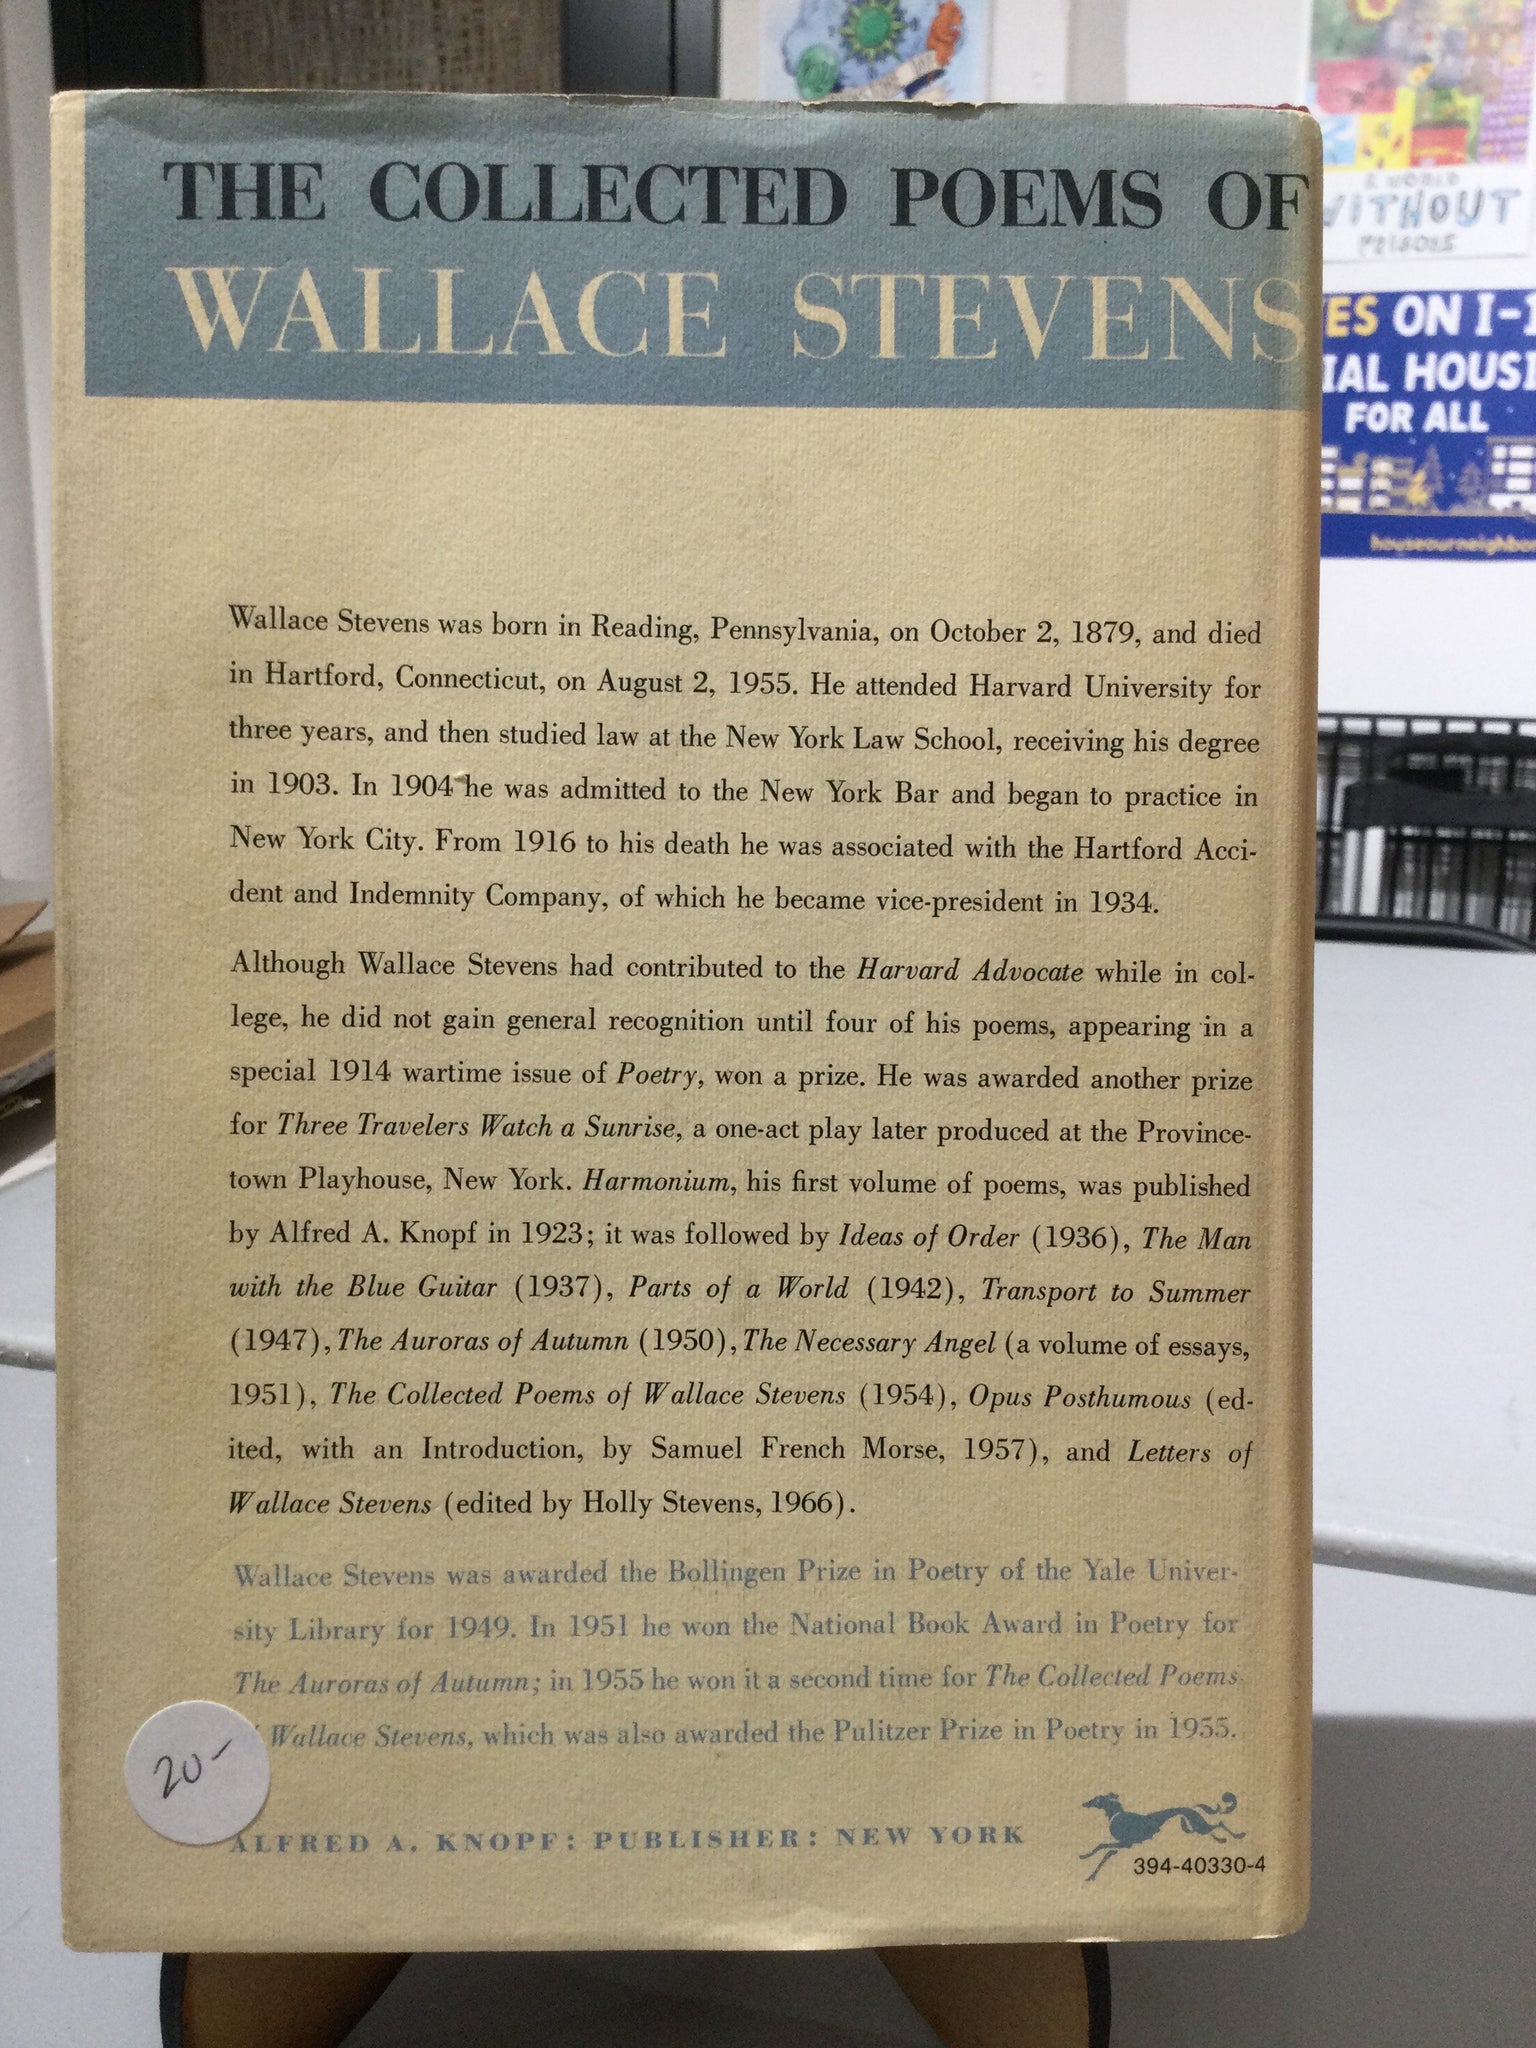 THE COLLECTED POEMS OF
WALLACE STEVENS
Wallace Stevens was born in Reading, Pennsylvania, on October 2, 1879, and died
in Hartford, Connecticut, on August 2, 1955. He attended Harvard University for
three years, and then studied law at the New York Law School, receiving his degree
in 1903. In 1904 he was admitted to the New York Bar and began to practice in
New York City. From 1916 to his death he was associated with the Hartford Acci-
dent and Indemnity Company, of which he became vice-president in 1934.
Although Wallace Stevens had contributed to the Harvard Advocate while in col-
lege, he did not gain general recognition until four of his poems, appearing in a
special 1914 wartime issue of Poetry, won a prize. He was awarded another prize
for Three Travelers Watch a Sunrise, a one-act play later produced at the Province-
town Playhouse, New York. Harmonium, his first volume of poems, was published
by Alfred A. Knopf in 1923; it was followed by Ideas of Order (1936), The Man
with the Blue Guitar (1937), Parts of a World (1942), Transport to Summer
(1947), The Auroras of Autumn (1950), The Necessary Angel (a volume of essays,
1951), The Collected Poems of Wallace Stevens (1954), Opus Posthumous (ed-
ited, with an Introduction, by Samuel French Morse, 1957), and Letters of
Wallace Stevens (edited by Holly Stevens, 1966).
Wallace Stevens was awarded the Bollingen Prize in Poetry of the Yale Univer-
sity Library for 1949. In 1951 he won the National Book Award in Poetry for
The Auroras of Autumn; in 1955 he won it a second time for The Collected Poems
Wallace Stevens, which was also awarded the Pulitzer Prize in Poetry in 1955.
20-
ALFRED A. KNOPF: PUBLISHER: NEW YORK
394-40330-4
A WORLD
WITHOUT
PRISONS
ES ON I-1
IAL HOUSI
FOR ALL
houseourneighbo